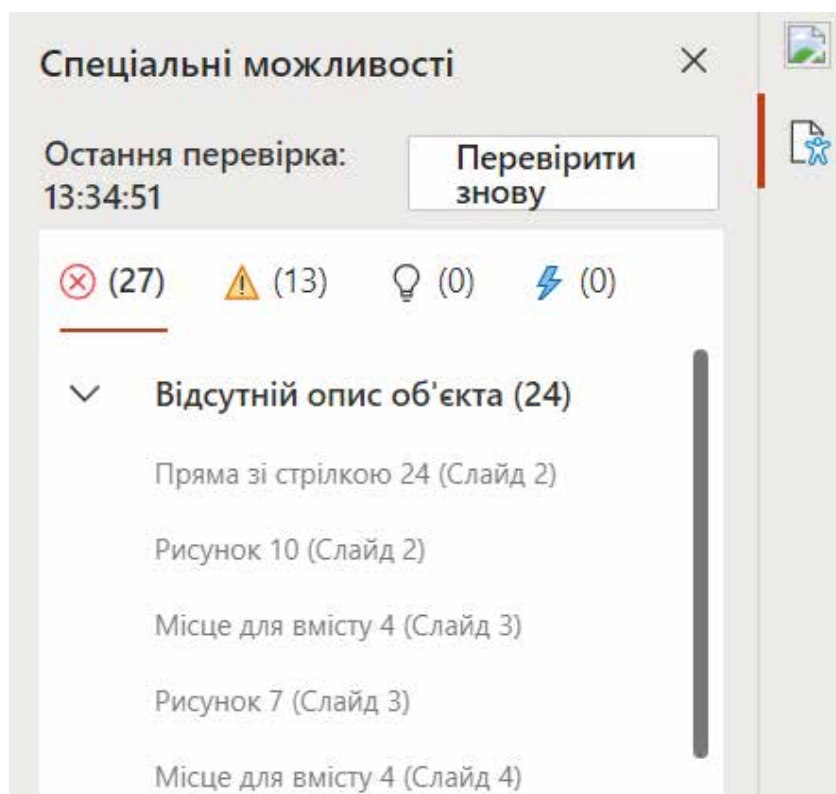 Спеціальні можливості
Остання перевірка:
13:34:51
Перевірити
знову
(27) (13) (0) (0)
Відсутній опис об'єкта (24)
Пряма зі стрілкою 24 (Слайд 2)
Рисунок 10 (Слайд 2)
Місце для вмісту 4 (Слайд 3)
Рисунок 7 (Слайд 3)
Місце для вмісту 4 (Слайд 4)